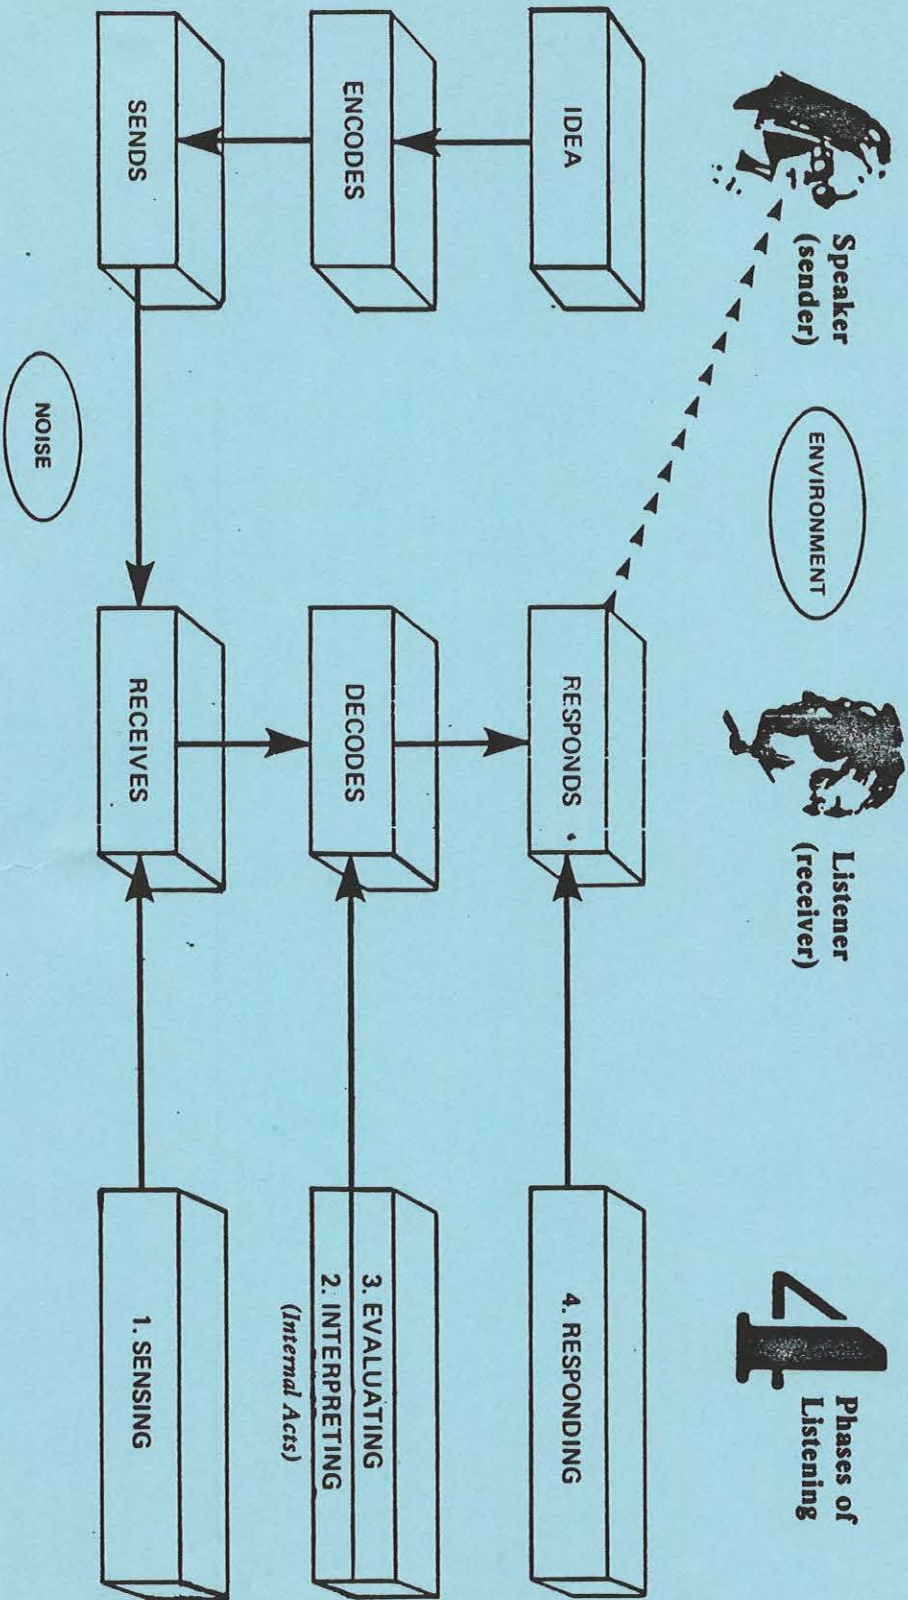 Speaker
(sender)
ENVIRONMENT
Listener
(receiver)
4 Phases of
Listening
IDEA
RESPONDS
4. RESPONDING
ENCODES
DECODES
3. EVALUATING
2. INTERPRETING
(Internal Acts)
SENDS
RECEIVES
1. SENSING
NOISE